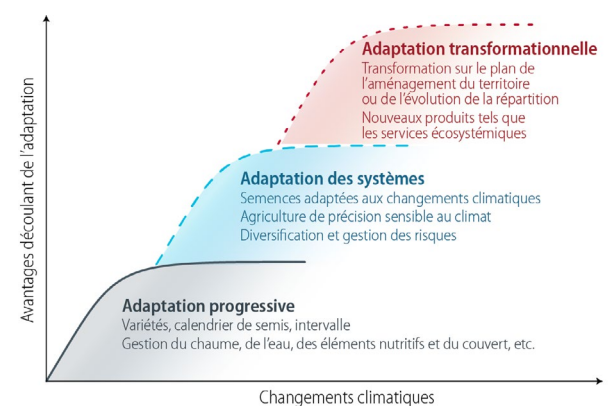 Avantages découlant de l'adaptation
Adaptation transformationnelle
Transformation sur le plan de
l'aménagement du territoire
ou de l'évolution de la répartition
Nouveaux produits tels que
les services écosystémiques
Adaptation des systèmes
Semences adaptées aux changements climatiques
Agriculture de précision sensible au climat
Diversification et gestion des risques
Adaptation progressive
Variétés, calendrier de semis, intervalle
Gestion du chaume, de l'eau, des éléments nutritifs et du couvert, etc.
Changements climatiques